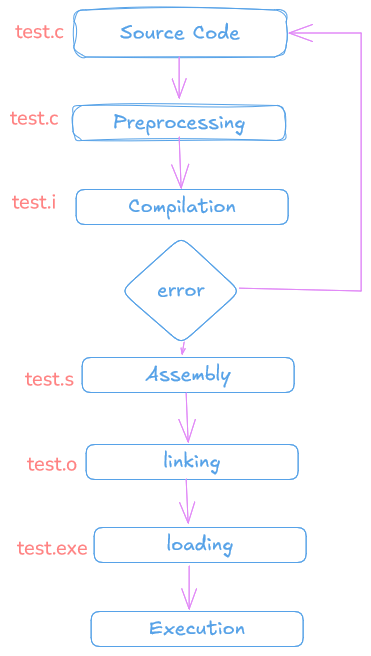 test.c
Source Code
test.c
Preprocessing
test.i
Compilation
error
test.s
Assembly
test.o
linking
test.exe
loading
Execution